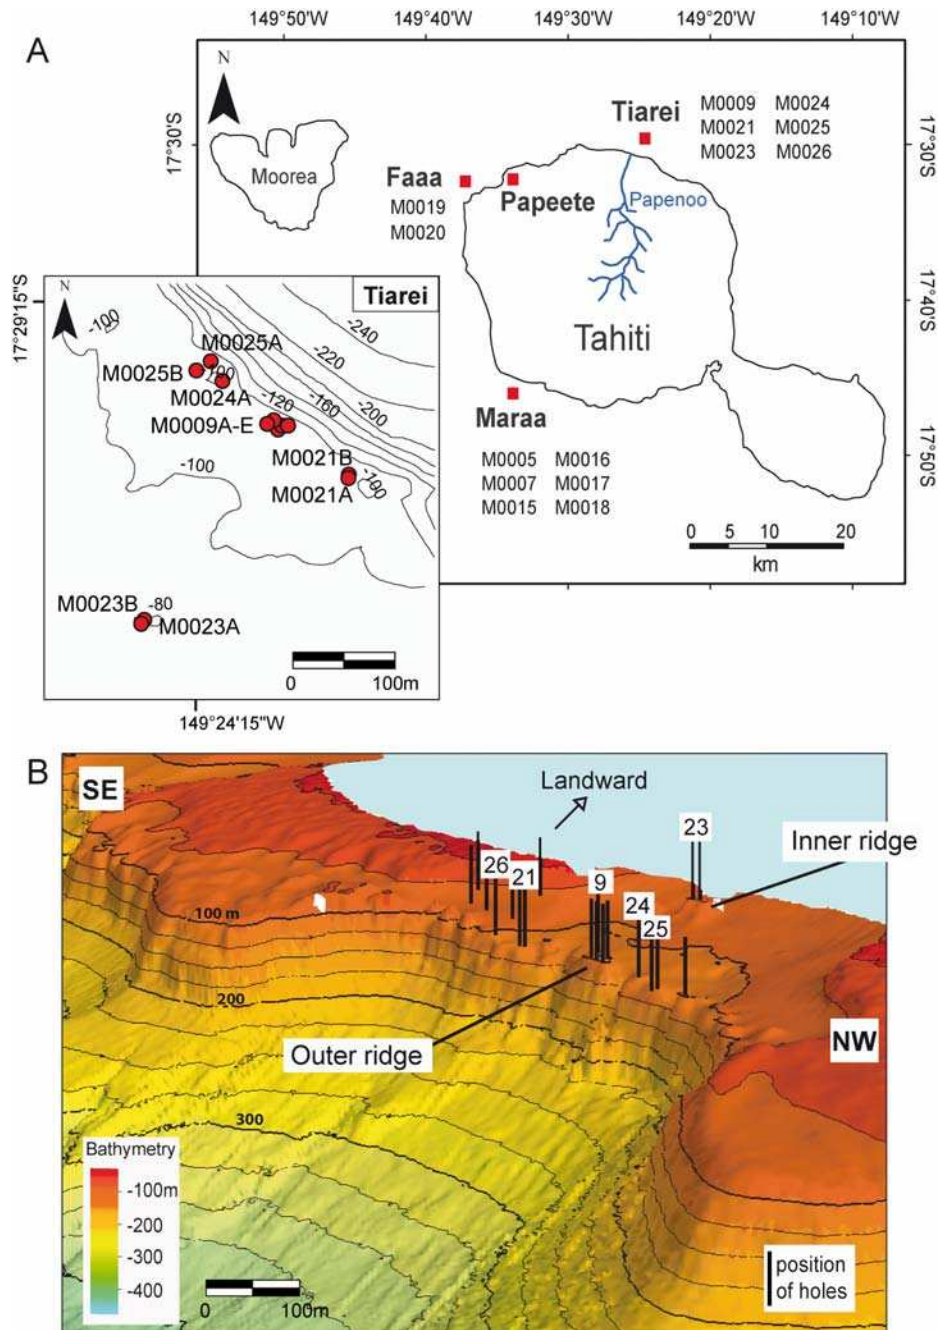 149°50'W 149°40'W 149°30'W 149°20'W 149°10'W
A
N
17°30'S
Moorea
Tiarei
M0009 M0024
M0021 M0025
M0023 M0026
17°30'S
Faaa
M0019
M0020
Papeete
Papenoo
Tahiti
17°40'S
Maraa
M0005 M0016
M0007 M0017
M0015 M0018
17°50'S
0 5 10 20
km
17°29'15"S
N
Tiarei
-100
-240
-220
-200
-160
-120
-100
M0025A
M0025B
M0024A
M0009A-E
M0021B
M0021A
-100
-100
M0023B
-80
M0023A
0 100m
149°24'15"W
B
SE
Landward
23
Inner ridge
26
21
9
24
25
100 m
200
Outer ridge
NW
300
Bathymetry
-100m
-200
-300
-400
0 100m
position
of holes